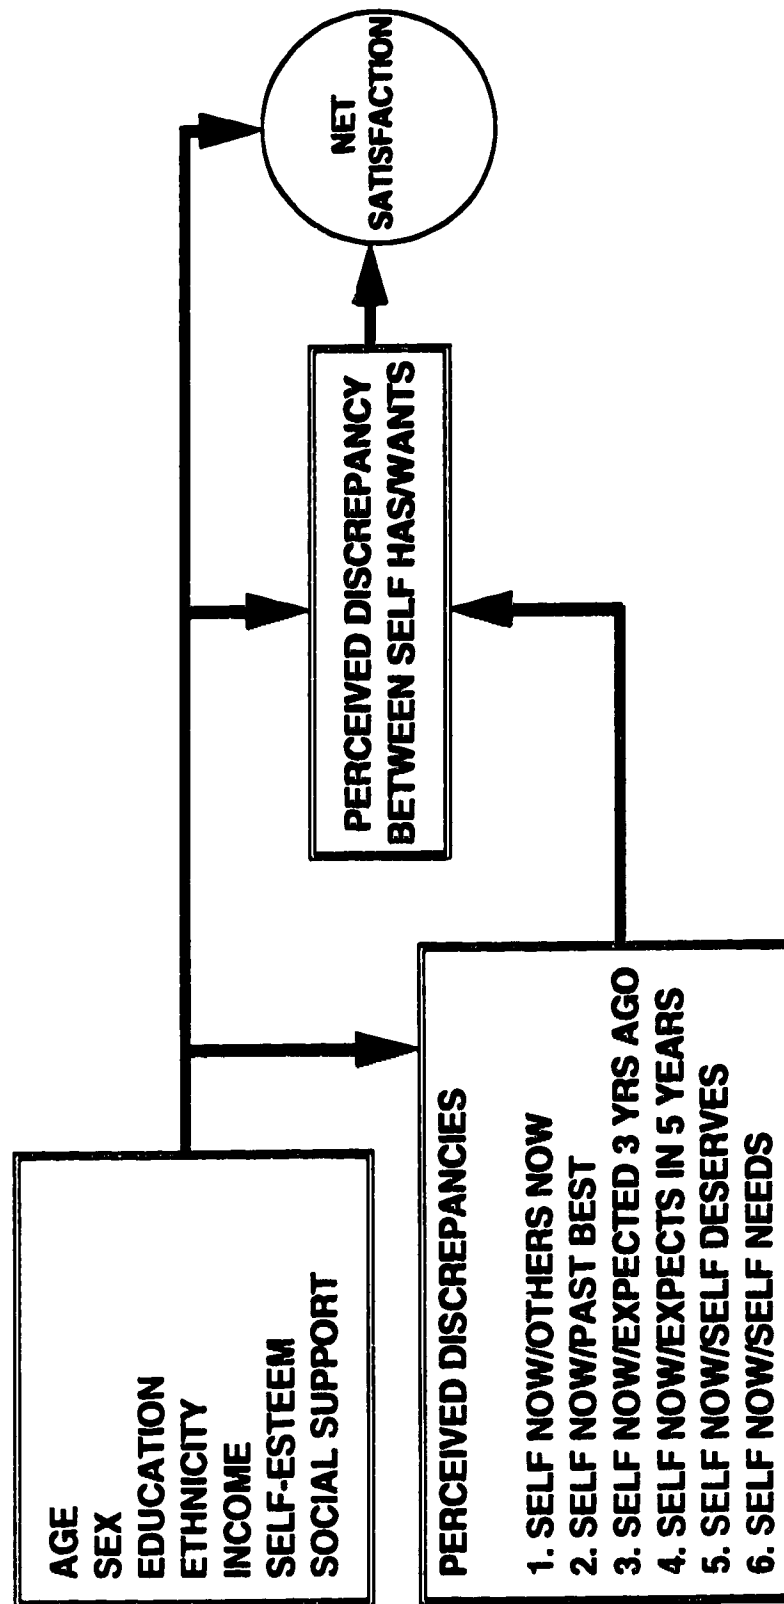 AGE
SEX
EDUCATION
ETHNICITY
INCOME
SELF-ESTEEM
SOCIAL SUPPORT
PERCEIVED DISCREPANCIES
1. SELF NOW/OTHERS NOW
2. SELF NOW/PAST BEST
3. SELF NOW/EXPECTED 3 YRS AGO
4. SELF NOW/EXPECTS IN 5 YEARS
5. SELF NOW/SELF DESERVES
6. SELF NOW/SELF NEEDS
PERCEIVED DISCREPANCY
BETWEEN SELF HAS/WANTS
NET
SATISFACTION